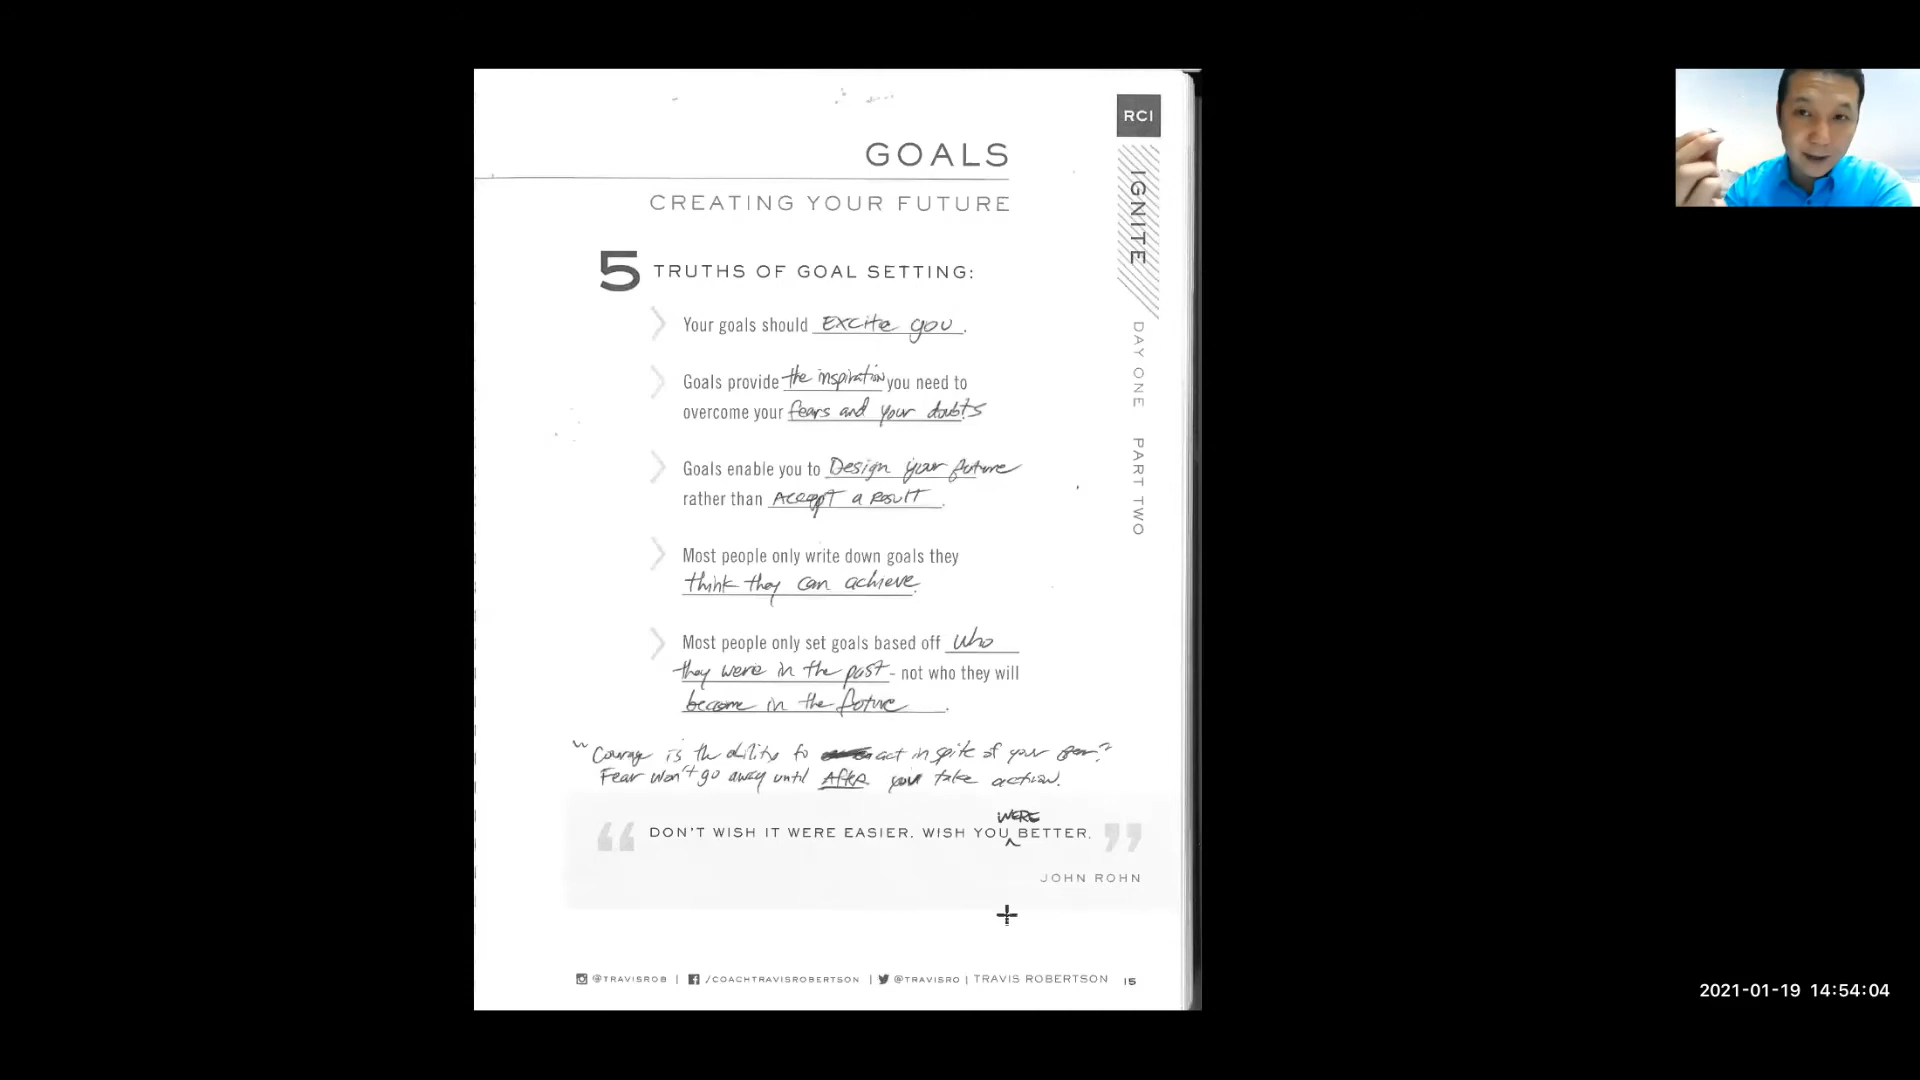 RCI
GOALS
CREATING YOUR FUTURE
IGNITE
DAY ONE PART TWO
5 TRUTHS OF GOAL SETTING:
Your goals should Excite you.
Goals provide the inspiration you need to
overcome your fears and your doubts
Goals enable you to Design your future
rather than Accept a result.
Most people only write down goals they
think they can achieve.
Most people only set goals based off who
they were in the past - not who they will
become in the future.
"Courage is the ability to act in spite of your fear."
Fear won't go away until After you take action.
WERE
“ DON'T WISH IT WERE EASIER. WISH YOU ^ BETTER. ”
JOHN ROHN
@TRAVISROB | /COACHTRAVISROBERTSON | @TRAVISRO | TRAVIS ROBERTSON 15
2021-01-19 14:54:04